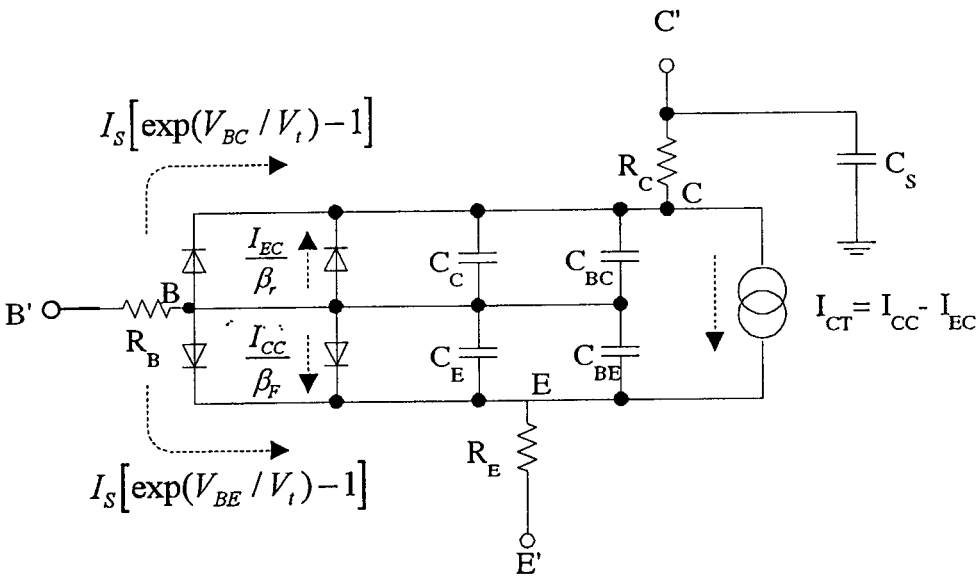 C'
I_S[exp(V_BC / V_t) − 1]
R_C
C
C_S
I_EC / β_r
C_C
C_BC
B
B'
I_CT = I_CC - I_EC
R_B
I_CC / β_F
C_E
C_BE
E
R_E
I_S[exp(V_BE / V_t) − 1]
E'